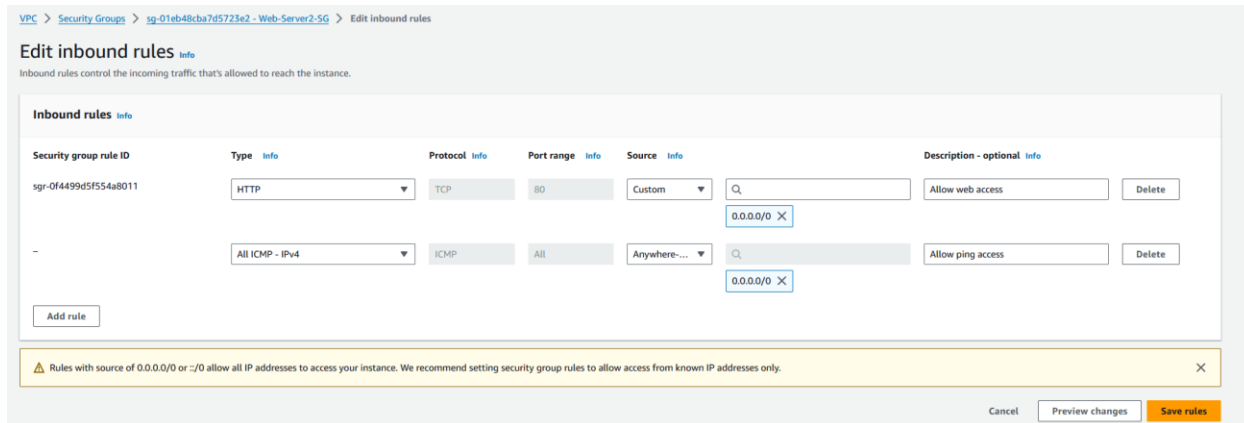 VPC > Security Groups > sg-01eb48cba7d5723e2 - Web-Server2-SG > Edit inbound rules
Edit inbound rules Info
Inbound rules control the incoming traffic that's allowed to reach the instance.
Inbound rules Info
Security group rule ID Type Info Protocol Info Port range Info Source Info Description - optional Info
sgr-0f4499d5f554a8011 HTTP TCP 80 Custom Allow web access Delete
0.0.0.0/0
– All ICMP - IPv4 ICMP All Anywhere-... Allow ping access Delete
0.0.0.0/0
Add rule
Rules with source of 0.0.0.0/0 or ::/0 allow all IP addresses to access your instance. We recommend setting security group rules to allow access from known IP addresses only.
Cancel Preview changes Save rules